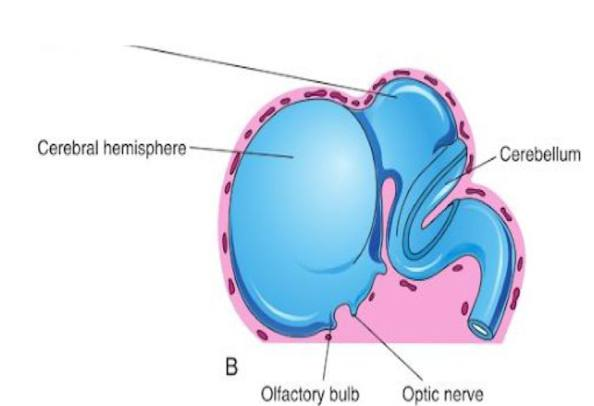 Cerebral hemisphere
Cerebellum
B
Olfactory bulb
Optic nerve